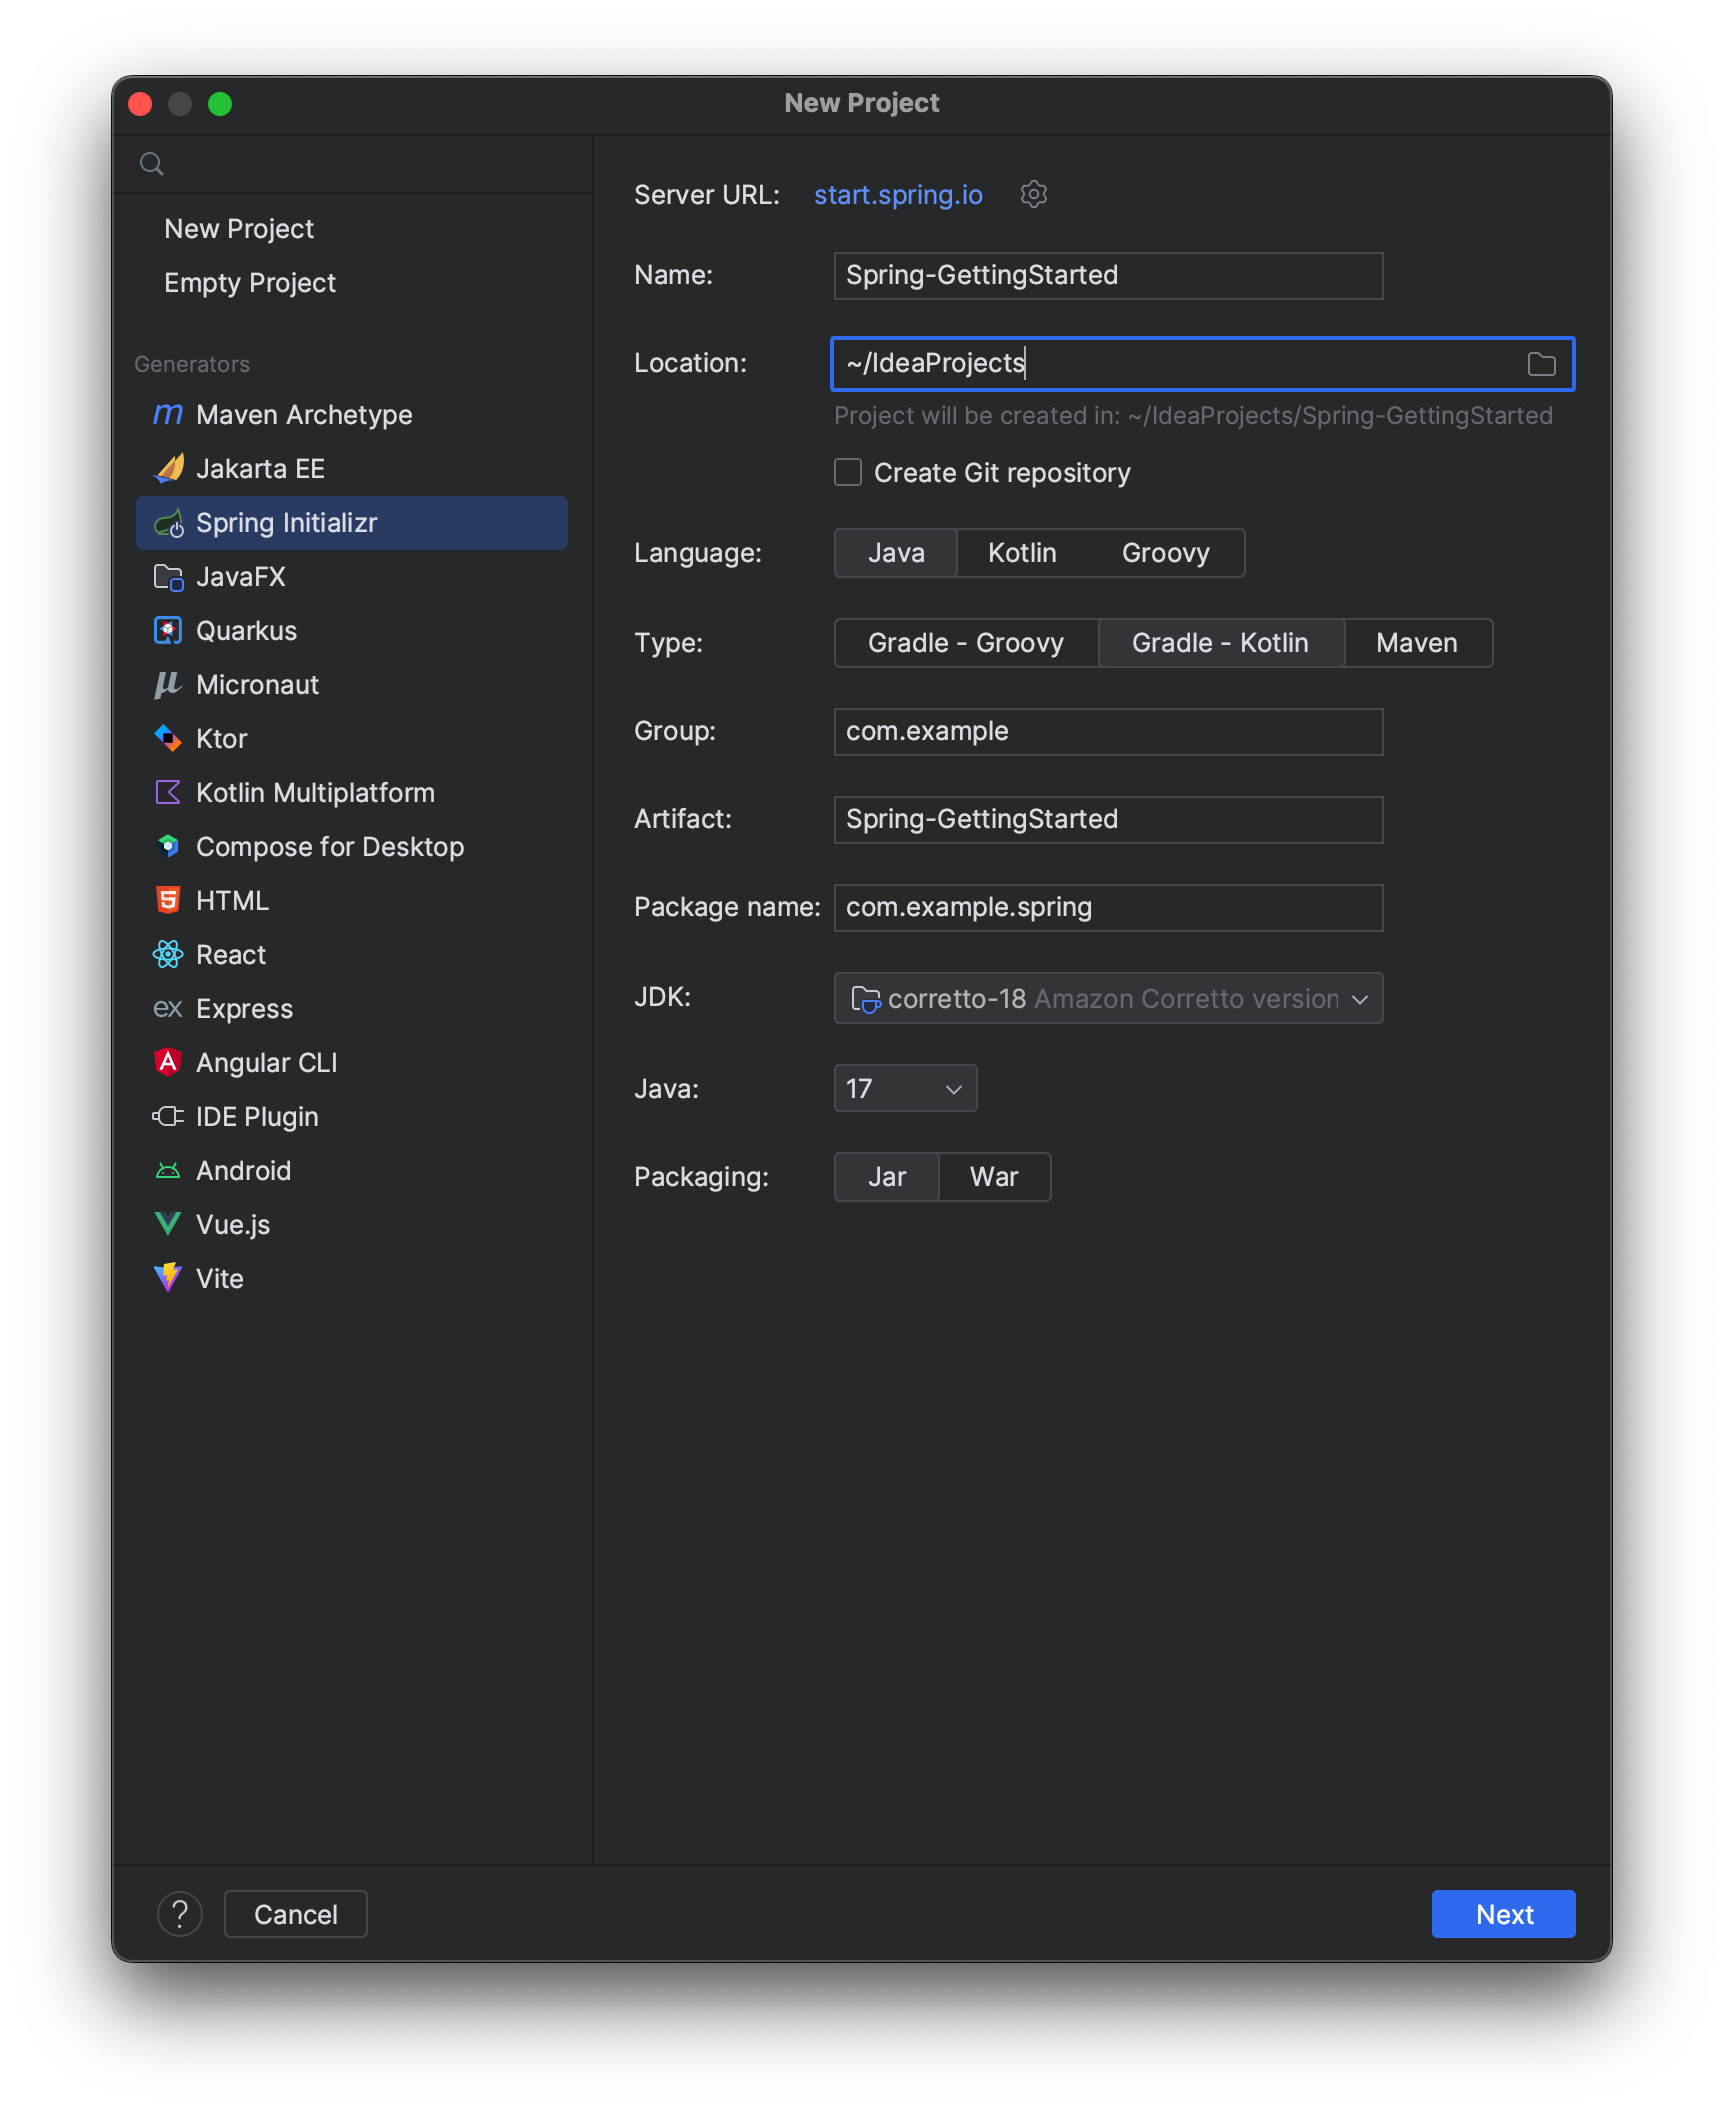 New Project
New Project
Empty Project
Generators
m Maven Archetype
Jakarta EE
Spring Initializr
JavaFX
Quarkus
μ Micronaut
Ktor
Kotlin Multiplatform
Compose for Desktop
5 HTML
React
ex Express
A Angular CLI
IDE Plugin
Android
Vue.js
Vite
Server URL: start.spring.io
Name: Spring-GettingStarted
Location: ~/IdeaProjects
Project will be created in: ~/IdeaProjects/Spring-GettingStarted
Create Git repository
Language: Java Kotlin Groovy
Type: Gradle - Groovy Gradle - Kotlin Maven
Group: com.example
Artifact: Spring-GettingStarted
Package name: com.example.spring
JDK: corretto-18 Amazon Corretto version
Java: 17
Packaging: Jar War
? Cancel Next